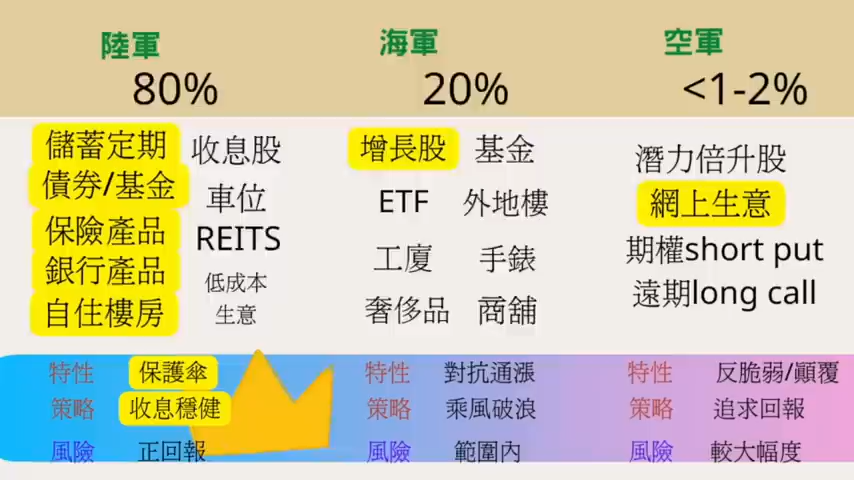 陸軍 海軍 空軍
80% 20% <1-2%
儲蓄定期
債券/基金
保險產品
銀行產品
自住樓房
收息股
車位
REITS
低成本
生意
增長股 基金
ETF 外地樓
工廈 手錶
奢侈品 商舖
潛力倍升股
網上生意
期權short put
遠期long call
特性 保護傘 特性 對抗通漲 特性 反脆弱/顛覆
策略 收息穩健 策略 乘風破浪 策略 追求回報
風險 正回報 風險 範圍內 風險 較大幅度